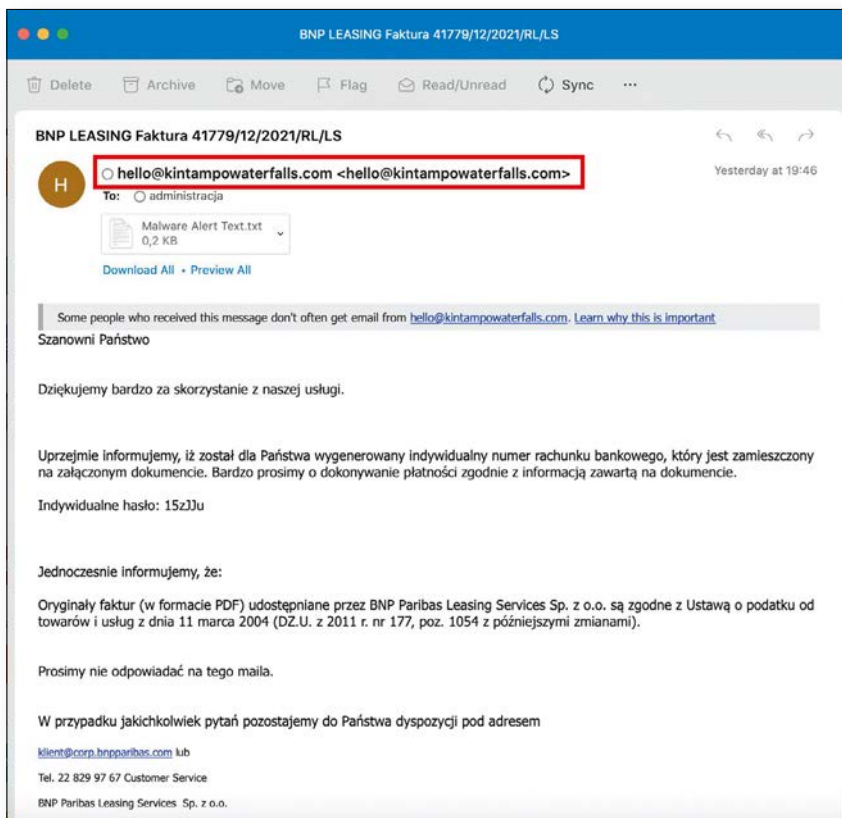 BNP LEASING Faktura 41779/12/2021/RL/LS
Delete Archive Move Flag Read/Unread Sync ...
BNP LEASING Faktura 41779/12/2021/RL/LS
H
hello@kintampowaterfalls.com <hello@kintampowaterfalls.com>
Yesterday at 19:46
To: administracja
Malware Alert Text.txt
0,2 KB
Download All • Preview All
Some people who received this message don't often get email from hello@kintampowaterfalls.com. Learn why this is important
Szanowni Państwo
Dziękujemy bardzo za skorzystanie z naszej usługi.
Uprzejmie informujemy, iż został dla Państwa wygenerowany indywidualny numer rachunku bankowego, który jest zamieszczony
na załączonym dokumencie. Bardzo prosimy o dokonywanie płatności zgodnie z informacją zawartą na dokumencie.
Indywidualne hasło: 15zJJu
Jednoczesnie informujemy, że:
Oryginały faktur (w formacie PDF) udostępniane przez BNP Paribas Leasing Services Sp. z o.o. są zgodne z Ustawą o podatku od
towarów i usług z dnia 11 marca 2004 (DZ.U. z 2011 r. nr 177, poz. 1054 z późniejszymi zmianami).
Prosimy nie odpowiadać na tego maila.
W przypadku jakichkolwiek pytań pozostajemy do Państwa dyspozycji pod adresem
klient@corp.bnpparibas.com lub
Tel. 22 829 97 67 Customer Service
BNP Paribas Leasing Services Sp. z o.o.